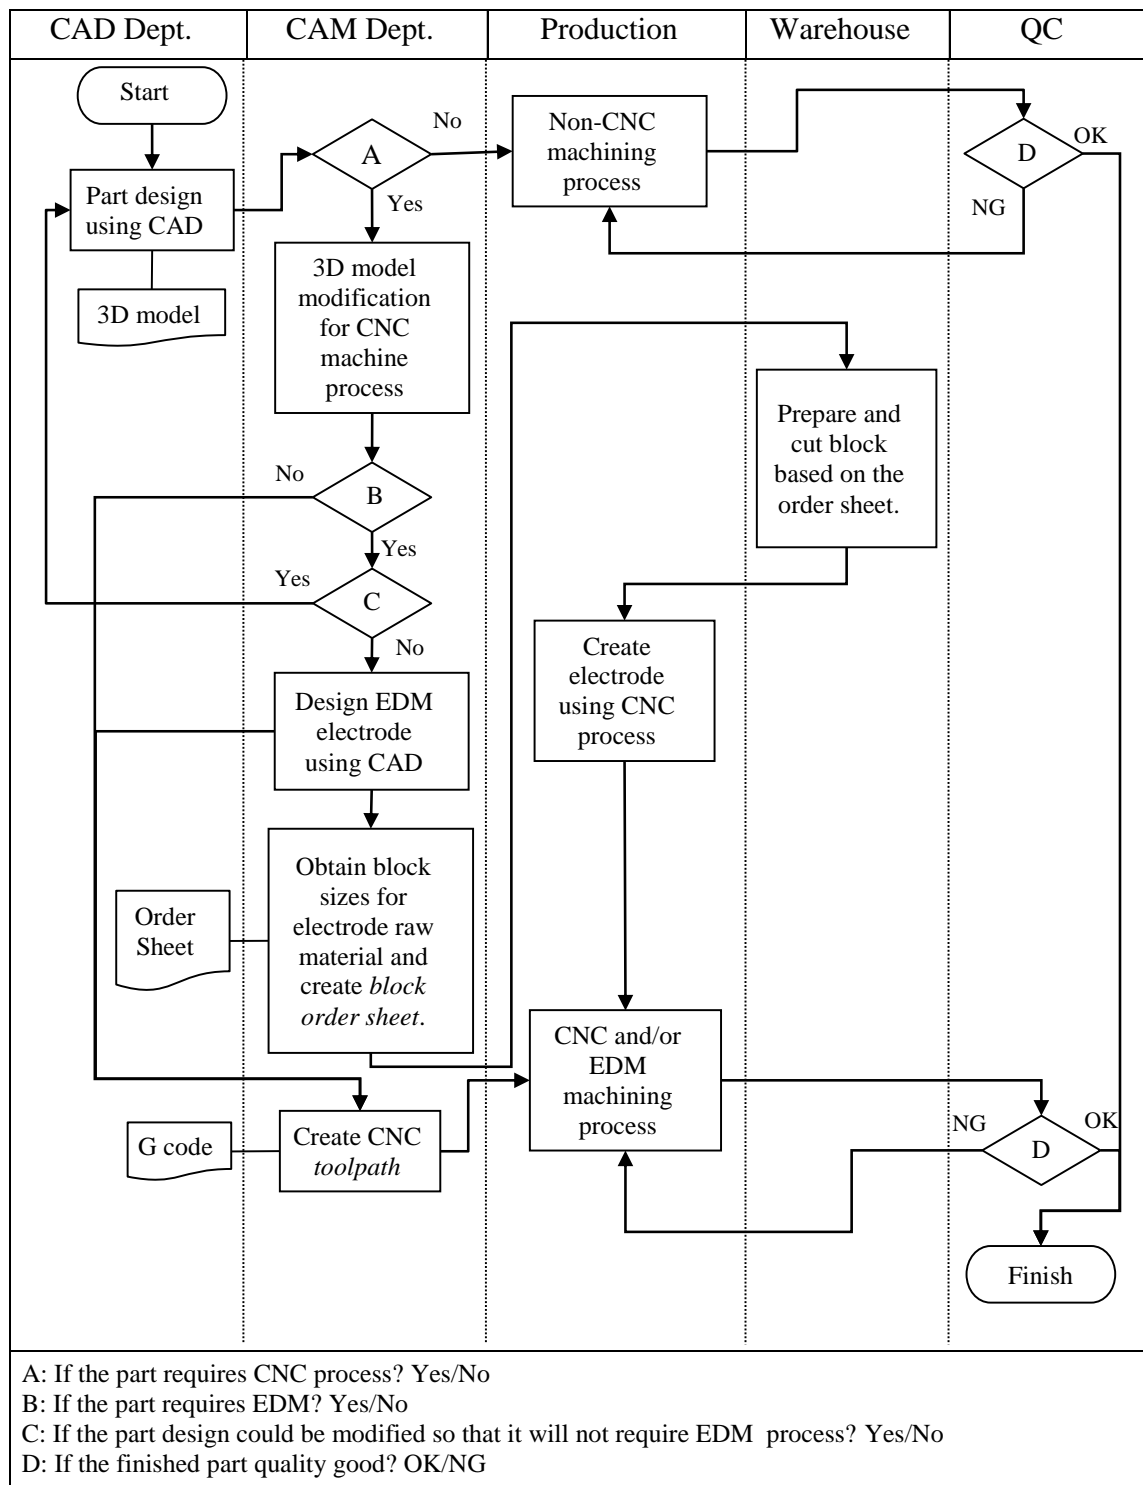 CAD Dept.
CAM Dept.
Production
Warehouse
QC
Start
A
No
Yes
Non-CNC
machining
process
D
OK
NG
Part design
using CAD
3D model
3D model
modification
for CNC
machine
process
Prepare and
cut block
based on the
order sheet.
No
B
Yes
Yes
C
No
Create
electrode
using CNC
process
Design EDM
electrode
using CAD
Order
Sheet
Obtain block
sizes for
electrode raw
material and
create block
order sheet.
CNC and/or
EDM
machining
process
G code
Create CNC
toolpath
NG
D
OK
Finish
A: If the part requires CNC process? Yes/No
B: If the part requires EDM? Yes/No
C: If the part design could be modified so that it will not require EDM process? Yes/No
D: If the finished part quality good? OK/NG